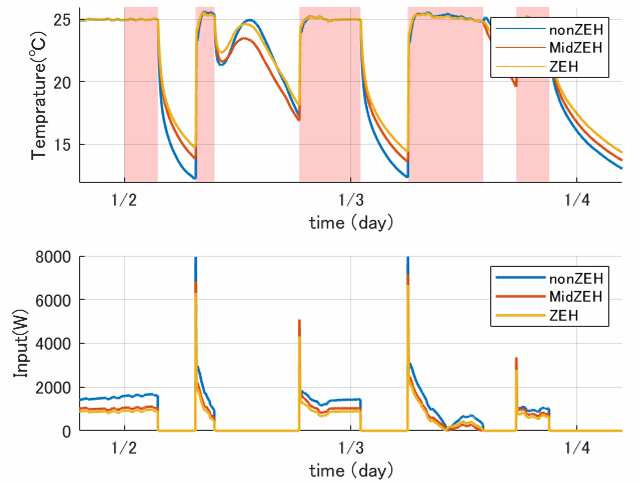 25
20
15
Temprature(℃)
nonZEH
MidZEH
ZEH
1/2
1/3
1/4
time (day)
8000
6000
4000
2000
0
Input(W)
nonZEH
MidZEH
ZEH
1/2
1/3
1/4
time (day)